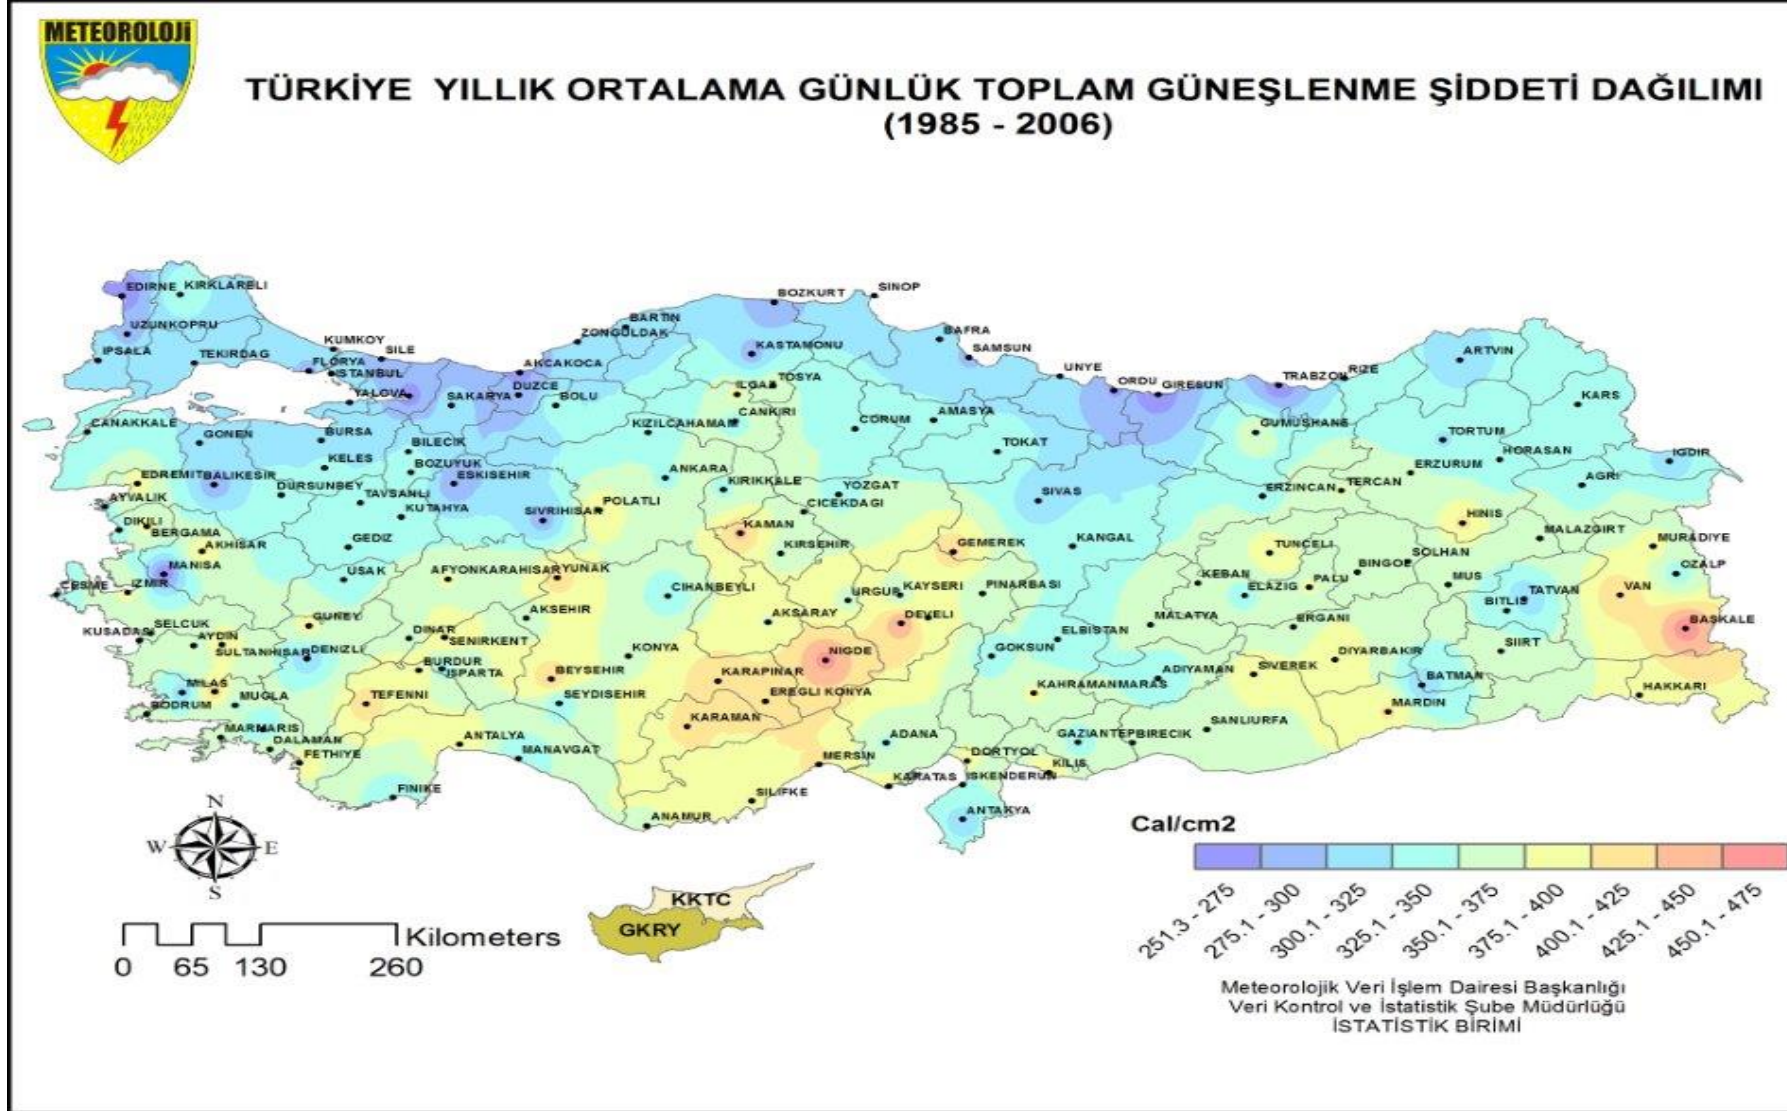 METEOROLOJİ
TÜRKİYE YILLIK ORTALAMA GÜNLÜK TOPLAM GÜNEŞLENME ŞİDDETİ DAĞILIMI
(1985 - 2006)
EDIRNE
KIRKLARELI
BOZKURT
SINOP
UZUNKOPRU
BARTIN
ZONGULDAK
BAFRA
KUMKOY
SILE
IPSALA
TEKIRDAG
KASTAMONU
SAMSUN
ARTVIN
FLORYA
ISTANBUL
AKCAKOCA
UNYE
TRABZON
RIZE
DUZCE
ILGAZ
TOSYA
ORDU
GIRESUN
YALOVA
SAKARYA
BOLU
KARS
CANKIRI
CANAKKALE
KIZILCAHAMAM
CORUM
AMASYA
GUMUSHANE
GONEN
BURSA
BILECIK
TOKAT
TORTUM
HORASAN
IGDIR
KELES
BOZUYUK
ANKARA
ERZURUM
EDREMIT
BALIKESIR
ESKISEHIR
KIRIKKALE
YOZGAT
TERCAN
AGRI
DURSUNBEY
TAVSANLI
SIVAS
ERZINCAN
AYVALIK
POLATLI
CICEKDAGI
KUTAHYA
SIVRIHISAR
HINIS
DIKILI
BERGAMA
KAMAN
MALAZGIRT
AKHISAR
GEDIZ
KIRSEHIR
GEMEREK
KANGAL
TUNCELI
SOLHAN
MURADIYE
MANISA
BINGOL
OZALP
CESME
IZMIR
USAK
AFYONKARAHISAR
YUNAK
CIHANBEYLI
URGUP
KAYSERI
PINARBASI
KEBAN
ELAZIG
PALU
MUS
TATVAN
VAN
BITLIS
AKSEHIR
AKSARAY
DEVELI
MALATYA
ERGANI
BASKALE
KUSADASI
SELCUK
AYDIN
GUNEY
DINAR
SENIRKENT
ELBISTAN
SULTANHISAR
DENIZLI
KONYA
NIGDE
GOKSUN
SIIRT
BURDUR
ISPARTA
BEYSEHIR
KARAPINAR
ADIYAMAN
SIVEREK
DIYARBAKIR
BATMAN
MILAS
MUGLA
TEFENNI
SEYDISEHIR
EREGLI KONYA
KAHRAMANMARAS
HAKKARI
BODRUM
KARAMAN
SANLIURFA
MARDIN
MARMARIS
DALAMAN
ANTALYA
MANAVGAT
ADANA
GAZIANTEP
BIRECIK
FETHIYE
MERSIN
DORTYOL
KILIS
FINIKE
SILIFKE
KARATAS
ISKENDERUN
ANAMUR
ANTAKYA
N
W
E
S
KKTC
GKRY
Kilometers
0 65 130 260
Cal/cm2
251.3 - 275
275.1 - 300
300.1 - 325
325.1 - 350
350.1 - 375
375.1 - 400
400.1 - 425
425.1 - 450
450.1 - 475
Meteorolojik Veri İşlem Dairesi Başkanlığı
Veri Kontrol ve İstatistik Şube Müdürlüğü
İSTATİSTİK BİRİMİ